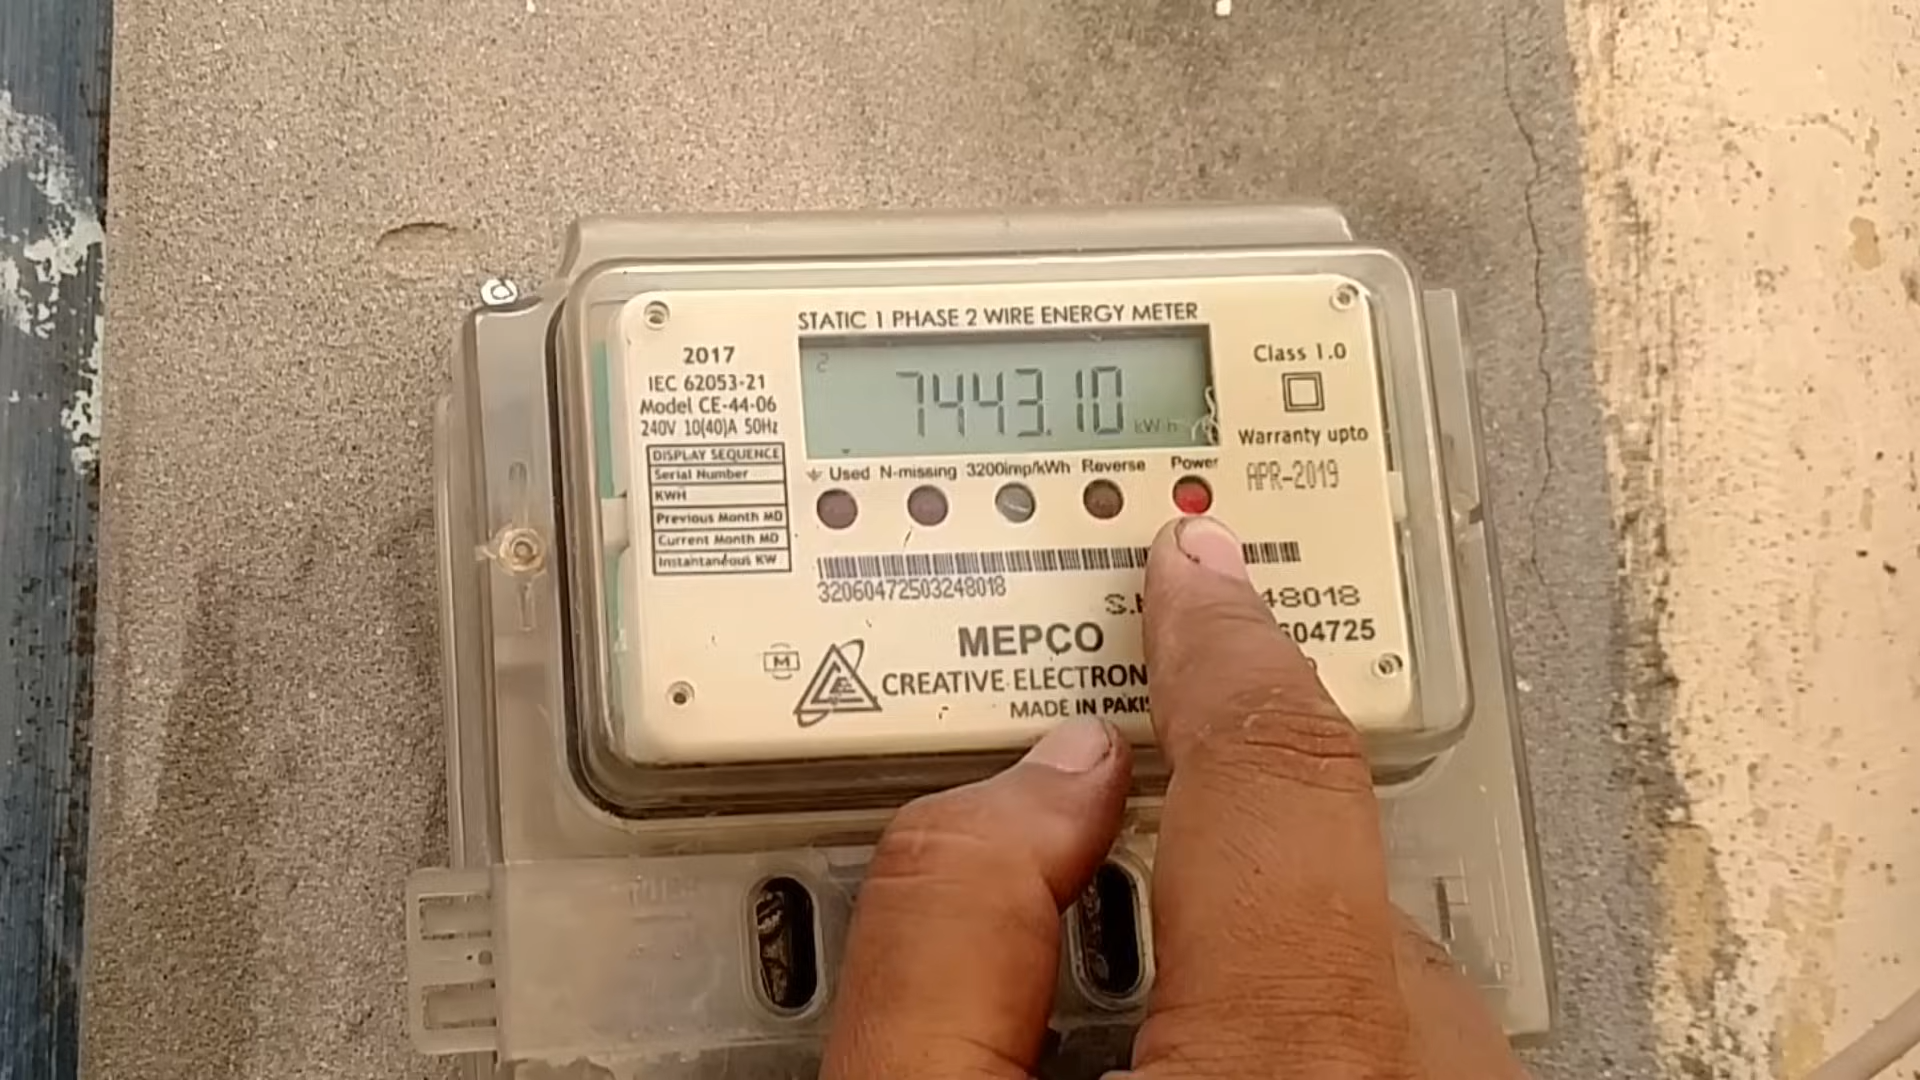 STATIC 1 PHASE 2 WIRE ENERGY METER
2017
IEC 62053-21
Model CE-44-06
240V 10(40)A 50Hz
DISPLAY SEQUENCE
Serial Number
KWH
Previous Month MD
Current Month MD
Instantaneous KW
2
7443.10 kWh
Class 1.0
Warranty upto
APR-2019
Used N-missing 3200imp/kWh Reverse Power
32060472503248018
S. 48018
604725
M
MEPCO
CREATIVE ELECTRON
MADE IN PAKIS